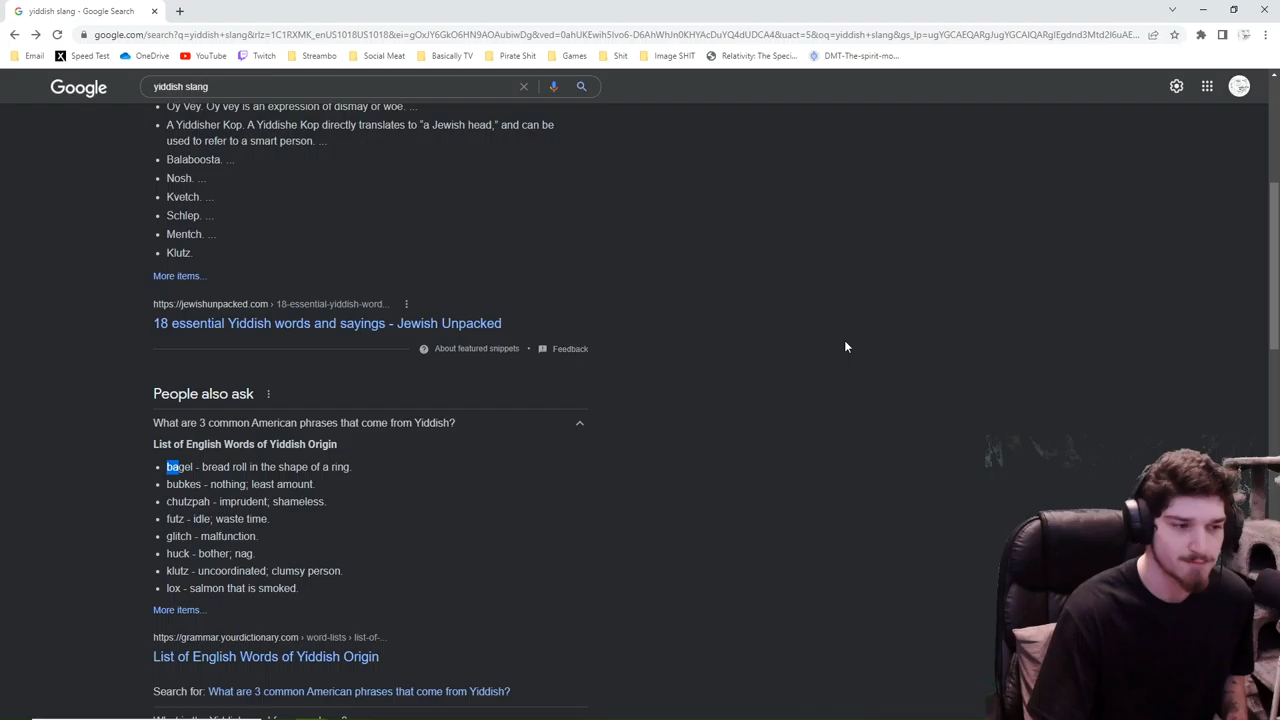 yiddish slang - Google Search
google.com/search?q=yiddish+slang&rlz=1C1RXMK_enUS1018US1018&ei=
Email
Speed Test
OneDrive
YouTube
Twitch
Streambo
Social Meat
Basically TV
Pirate Shit
Games
Shit
Image SHIT
Relativity: The Speci...
DMT-The-spirit-mo...
Google
yiddish slang
Oy Vey. Oy vey is an expression of dismay or woe. ...
A Yiddisher Kop. A Yiddishe Kop directly translates to "a Jewish head," and can be
used to refer to a smart person. ...
Balaboosta. ...
Nosh. ...
Kvetch. ...
Schlep. ...
Mentch. ...
Klutz.
More items...
https://jewishunpacked.com › 18-essential-yiddish-word...
18 essential Yiddish words and sayings - Jewish Unpacked
About featured snippets • Feedback
People also ask
What are 3 common American phrases that come from Yiddish?
List of English Words of Yiddish Origin
bagel - bread roll in the shape of a ring.
bubkes - nothing; least amount.
chutzpah - imprudent; shameless.
futz - idle; waste time.
glitch - malfunction.
huck - bother; nag.
klutz - uncoordinated; clumsy person.
lox - salmon that is smoked.
More items...
https://grammar.yourdictionary.com › word-lists › list-of-...
List of English Words of Yiddish Origin
Search for: What are 3 common American phrases that come from Yiddish?